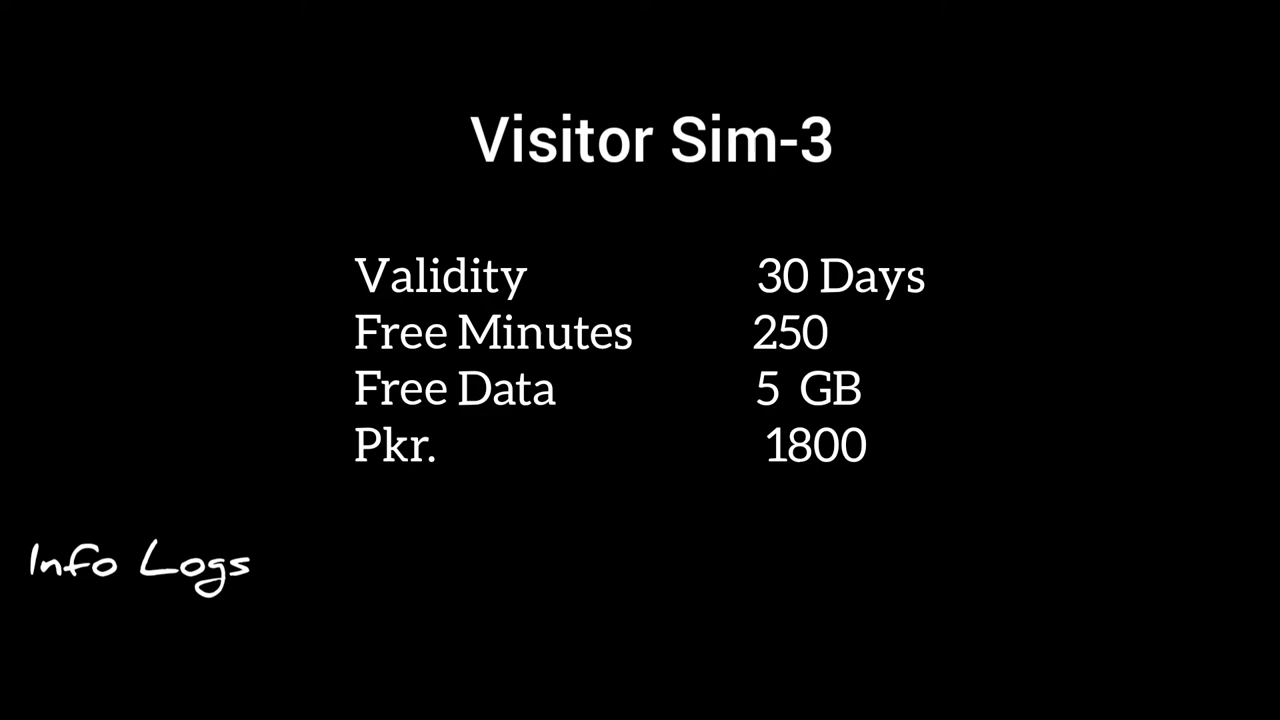 Visitor Sim-3
Validity 30 Days
Free Minutes 250
Free Data 5 GB
Pkr. 1800
Info Logs